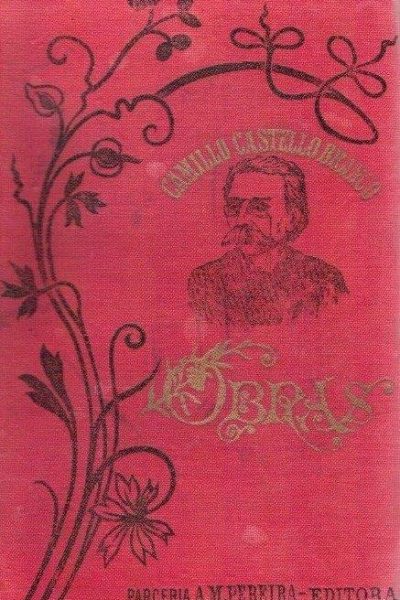 CAMILLO CASTELLO BRANCO
OBRAS
PARCERIA A. M. PEREIRA-EDITORA